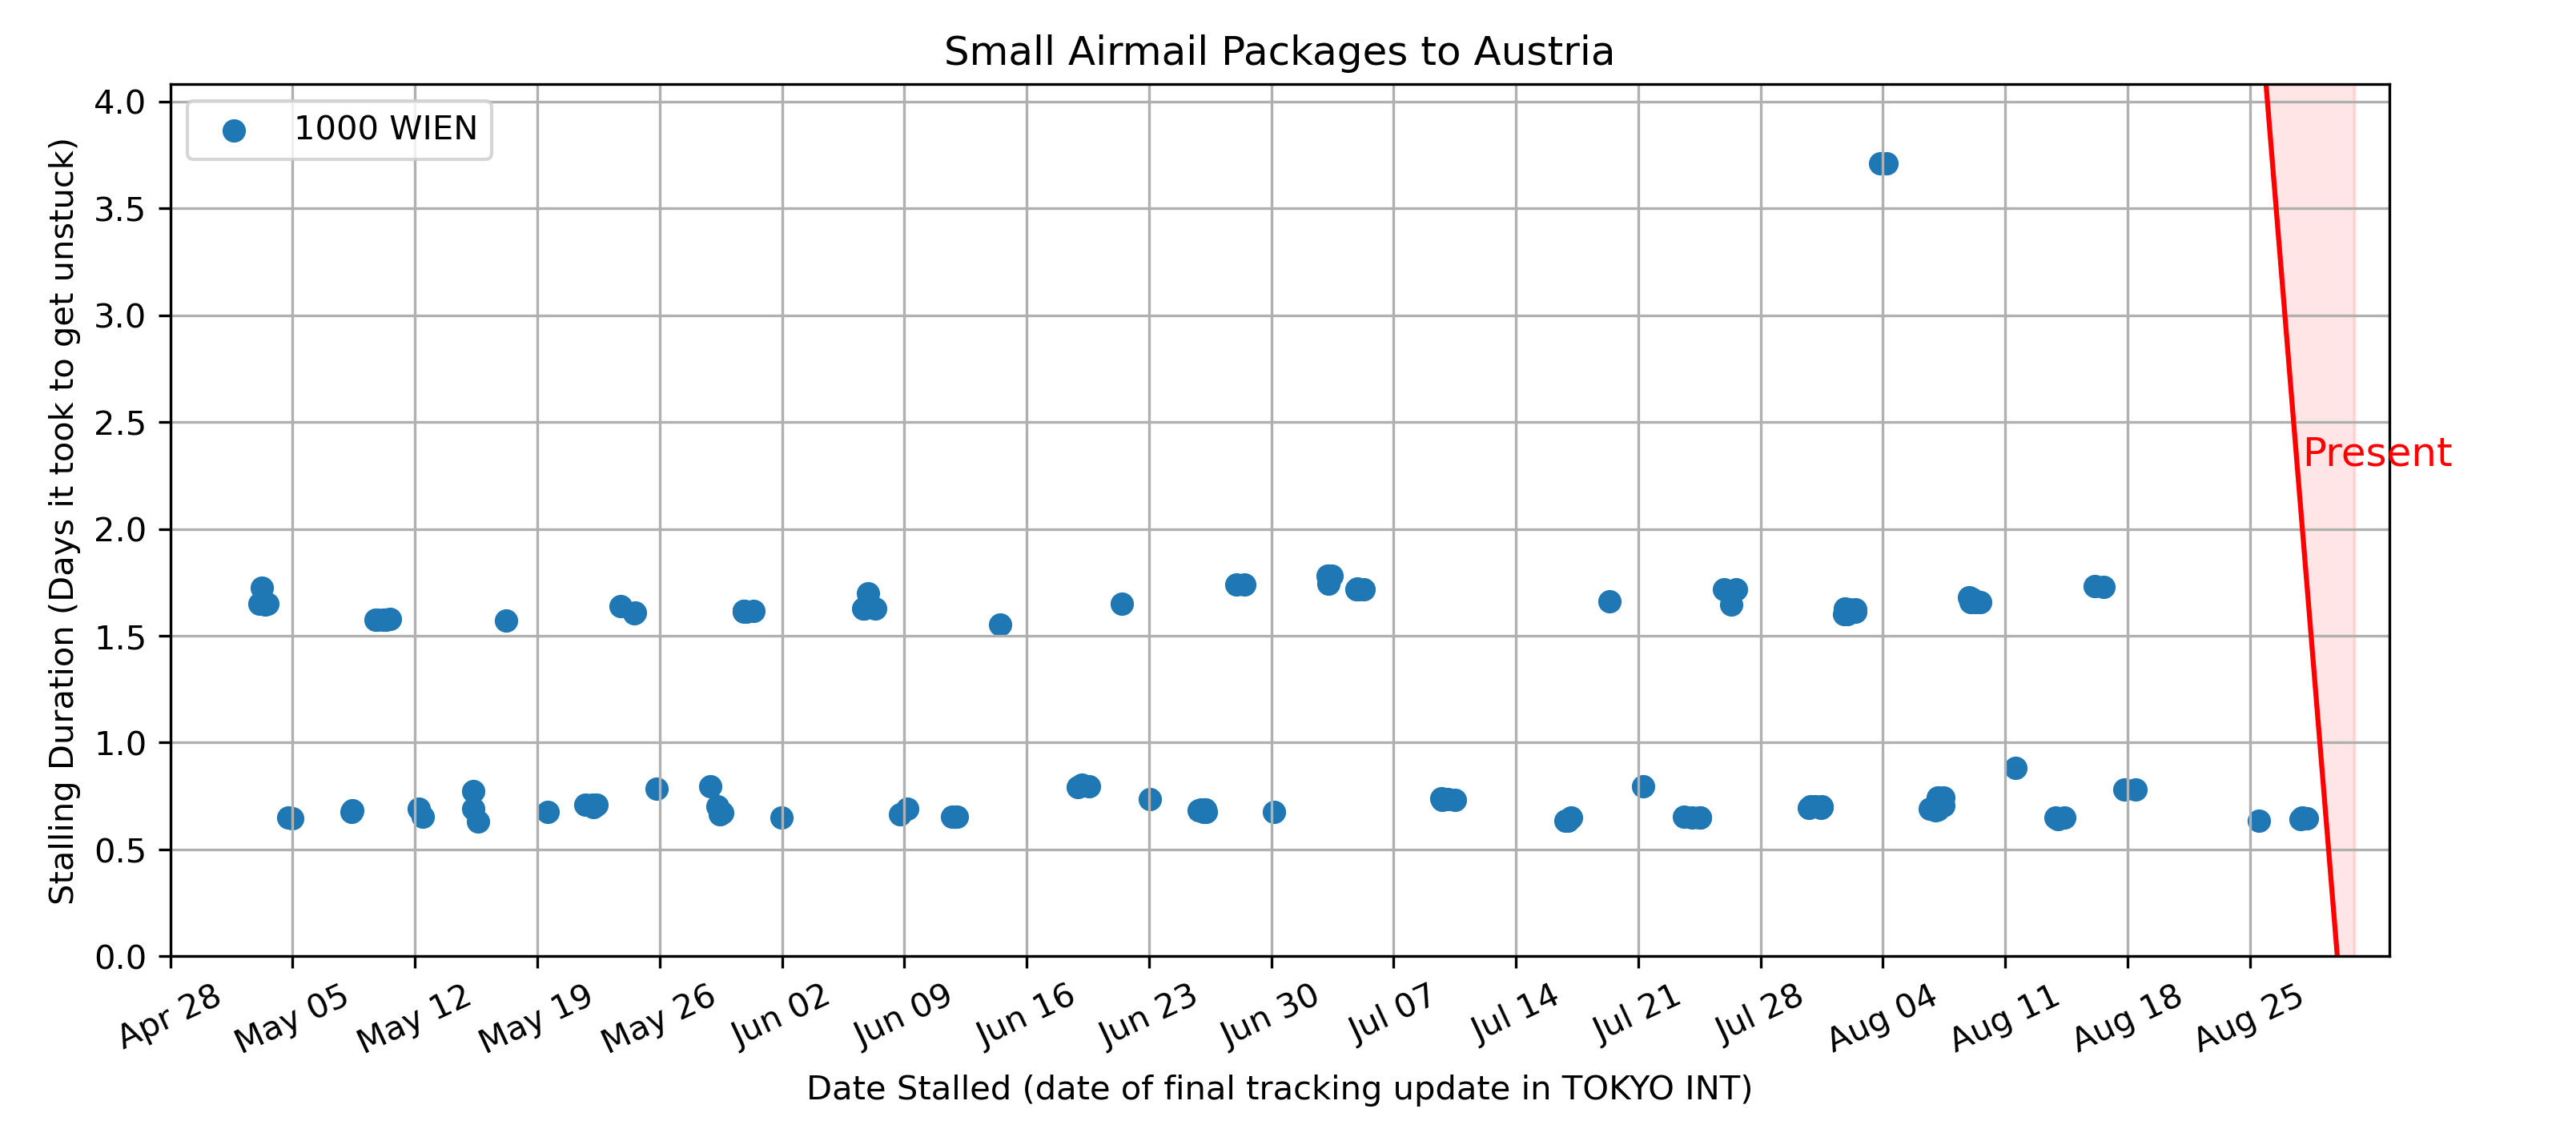 Small Airmail Packages to Austria
1000 WIEN
Stalling Duration (Days it took to get unstuck)
4.0
3.5
3.0
2.5
2.0
1.5
1.0
0.5
0.0
Present
Apr 28
May 05
May 12
May 19
May 26
Jun 02
Jun 09
Jun 16
Jun 23
Jun 30
Jul 07
Jul 14
Jul 21
Jul 28
Aug 04
Aug 11
Aug 18
Aug 25
Date Stalled (date of final tracking update in TOKYO INT)